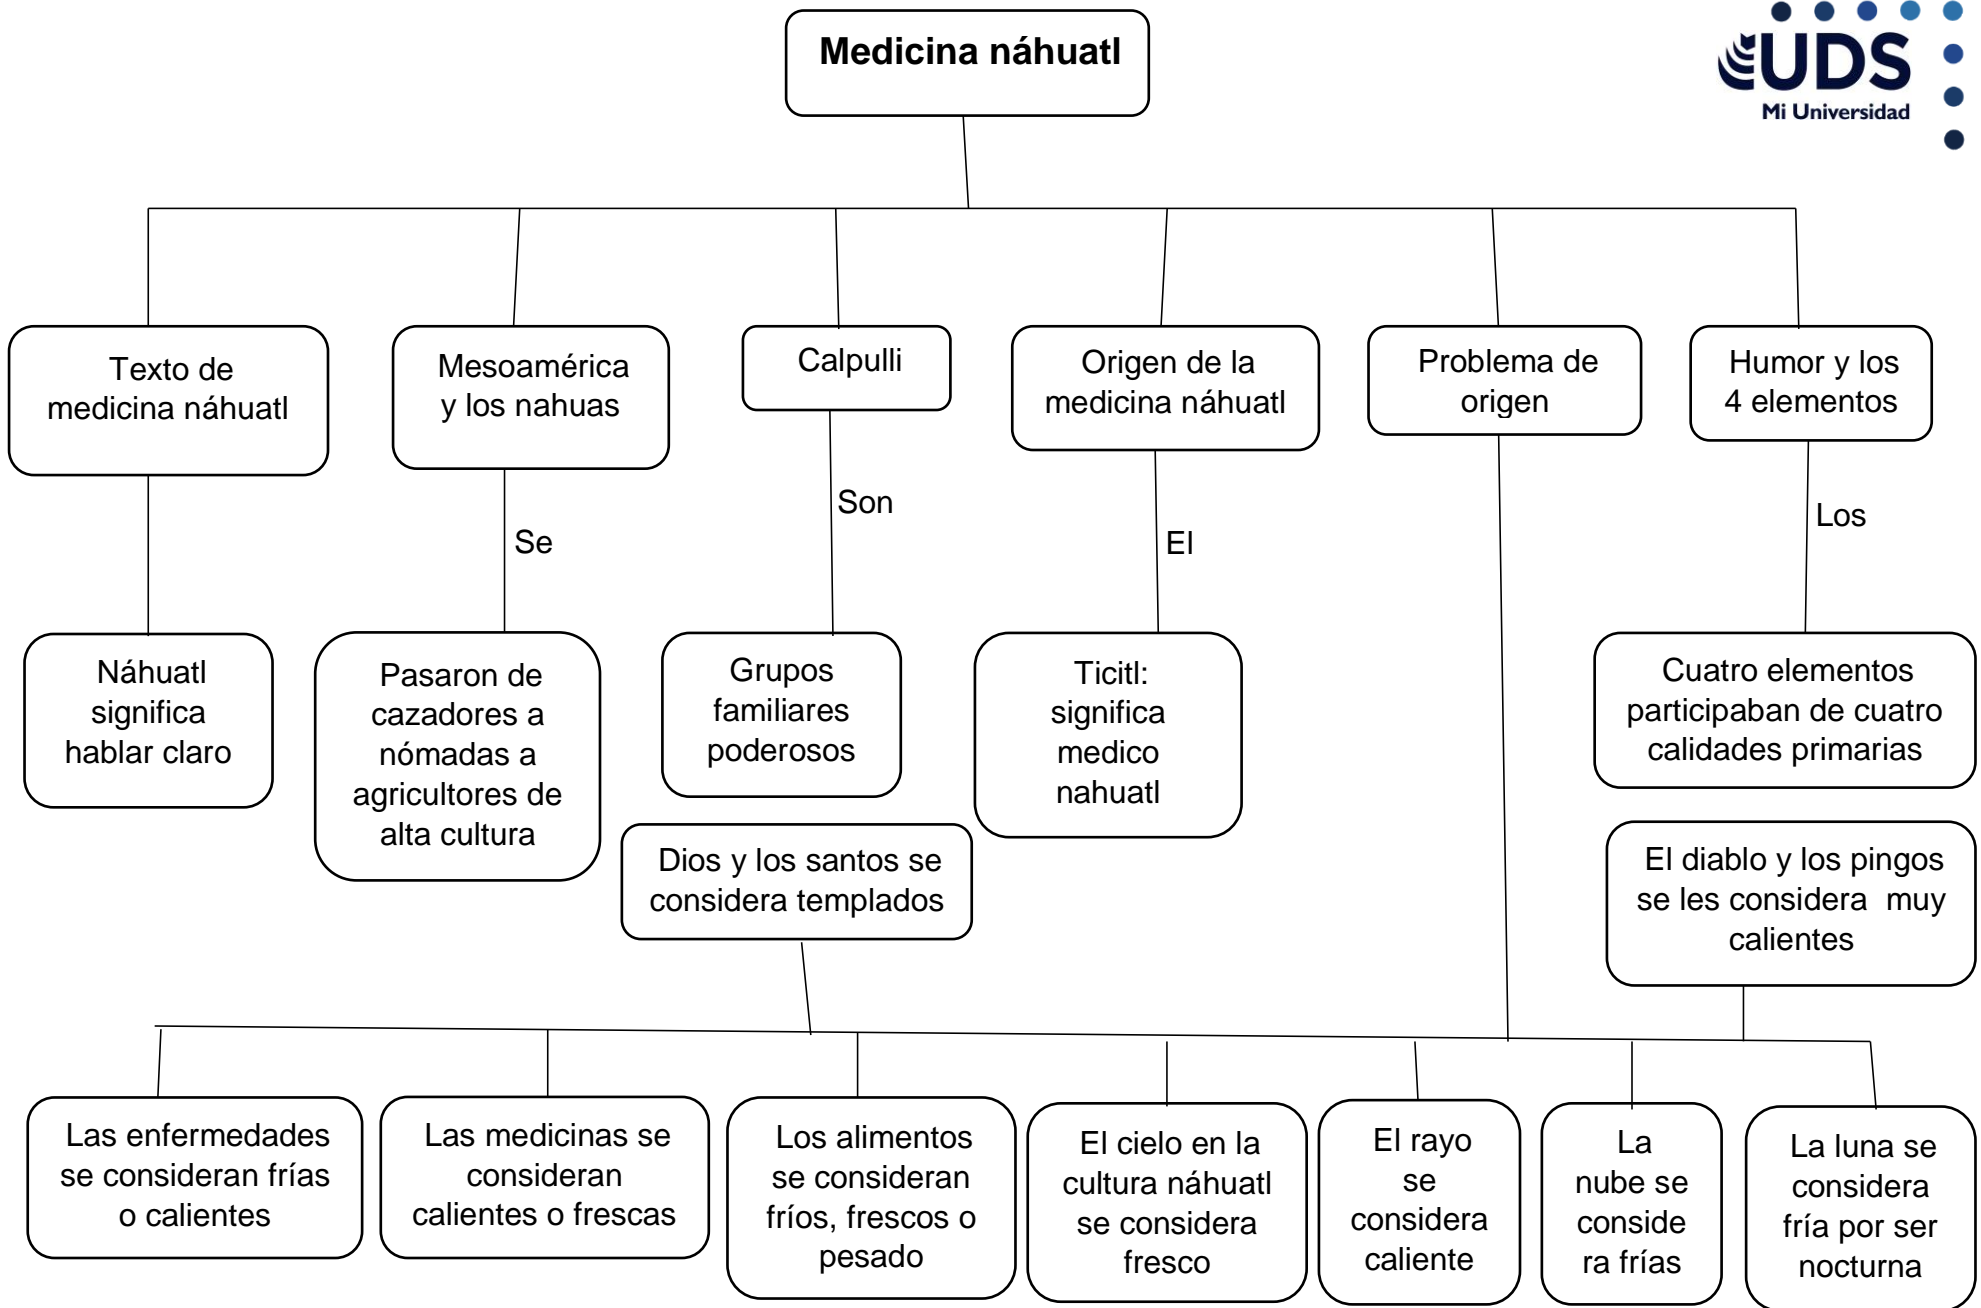 Medicina náhuatl
UDS
Mi Universidad
Texto de
medicina náhuatl
Mesoamérica
y los nahuas
Calpulli
Origen de la
medicina náhuatl
Problema de
origen
Humor y los
4 elementos
Se
Son
El
Los
Náhuatl
significa
hablar claro
Pasaron de
cazadores a
nómadas a
agricultores de
alta cultura
Grupos
familiares
poderosos
Ticitl:
significa
medico
nahuatl
Cuatro elementos
participaban de cuatro
calidades primarias
Dios y los santos se
considera templados
El diablo y los pingos
se les considera muy
calientes
Las enfermedades
se consideran frías
o calientes
Las medicinas se
consideran
calientes o frescas
Los alimentos
se consideran
fríos, frescos o
pesado
El cielo en la
cultura náhuatl
se considera
fresco
El rayo
se
considera
caliente
La
nube se
conside
ra frías
La luna se
considera
fría por ser
nocturna